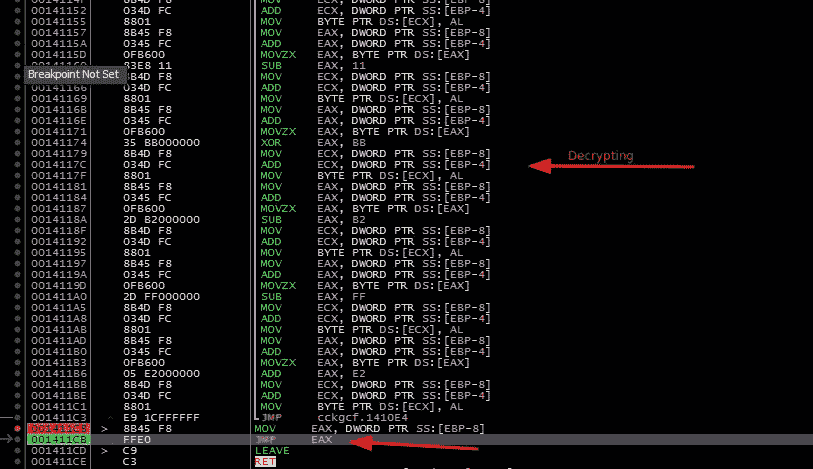 0014114F 8B4D F8 MOV ECX, DWORD PTR SS:[EBP-8]
00141152 034D FC ADD ECX, DWORD PTR SS:[EBP-4]
00141155 8801 MOV BYTE PTR DS:[ECX], AL
00141157 8B45 F8 MOV EAX, DWORD PTR SS:[EBP-8]
0014115A 0345 FC ADD EAX, DWORD PTR SS:[EBP-4]
0014115D 0FB600 MOVZX EAX, BYTE PTR DS:[EAX]
83E8 11 SUB EAX, 11
Breakpoint Not Set 8B4D F8 MOV ECX, DWORD PTR SS:[EBP-8]
00141166 034D FC ADD ECX, DWORD PTR SS:[EBP-4]
00141169 8801 MOV BYTE PTR DS:[ECX], AL
0014116B 8B45 F8 MOV EAX, DWORD PTR SS:[EBP-8]
0014116E 0345 FC ADD EAX, DWORD PTR SS:[EBP-4]
00141171 0FB600 MOVZX EAX, BYTE PTR DS:[EAX]
00141174 35 BB000000 XOR EAX, BB
00141179 8B4D F8 MOV ECX, DWORD PTR SS:[EBP-8]
Decrypting
0014117C 034D FC ADD ECX, DWORD PTR SS:[EBP-4]
0014117F 8801 MOV BYTE PTR DS:[ECX], AL
00141181 8B45 F8 MOV EAX, DWORD PTR SS:[EBP-8]
00141184 0345 FC ADD EAX, DWORD PTR SS:[EBP-4]
00141187 0FB600 MOVZX EAX, BYTE PTR DS:[EAX]
0014118A 2D B2000000 SUB EAX, B2
0014118F 8B4D F8 MOV ECX, DWORD PTR SS:[EBP-8]
00141192 034D FC ADD ECX, DWORD PTR SS:[EBP-4]
00141195 8801 MOV BYTE PTR DS:[ECX], AL
00141197 8B45 F8 MOV EAX, DWORD PTR SS:[EBP-8]
0014119A 0345 FC ADD EAX, DWORD PTR SS:[EBP-4]
0014119D 0FB600 MOVZX EAX, BYTE PTR DS:[EAX]
001411A0 2D FF000000 SUB EAX, FF
001411A5 8B4D F8 MOV ECX, DWORD PTR SS:[EBP-8]
001411A8 034D FC ADD ECX, DWORD PTR SS:[EBP-4]
001411AB 8801 MOV BYTE PTR DS:[ECX], AL
001411AD 8B45 F8 MOV EAX, DWORD PTR SS:[EBP-8]
001411B0 0345 FC ADD EAX, DWORD PTR SS:[EBP-4]
001411B3 0FB600 MOVZX EAX, BYTE PTR DS:[EAX]
001411B6 05 E2000000 ADD EAX, E2
001411BB 8B4D F8 MOV ECX, DWORD PTR SS:[EBP-8]
001411BE 034D FC ADD ECX, DWORD PTR SS:[EBP-4]
001411C1 8801 MOV BYTE PTR DS:[ECX], AL
001411C3 ^ E9 1CFFFFFF JMP cckgcf.1410E4
001411C8 > 8B45 F8 MOV EAX, DWORD PTR SS:[EBP-8]
001411CB FFE0 JMP EAX
001411CD > C9 LEAVE
001411CE C3 RET